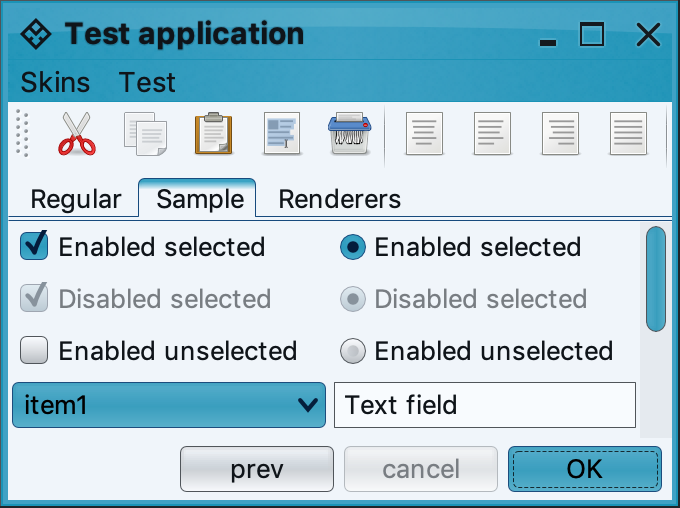 Test application
Skins Test
Regular Sample Renderers
Enabled selected Enabled selected
Disabled selected Disabled selected
Enabled unselected Enabled unselected
item1 Text field
prev cancel OK